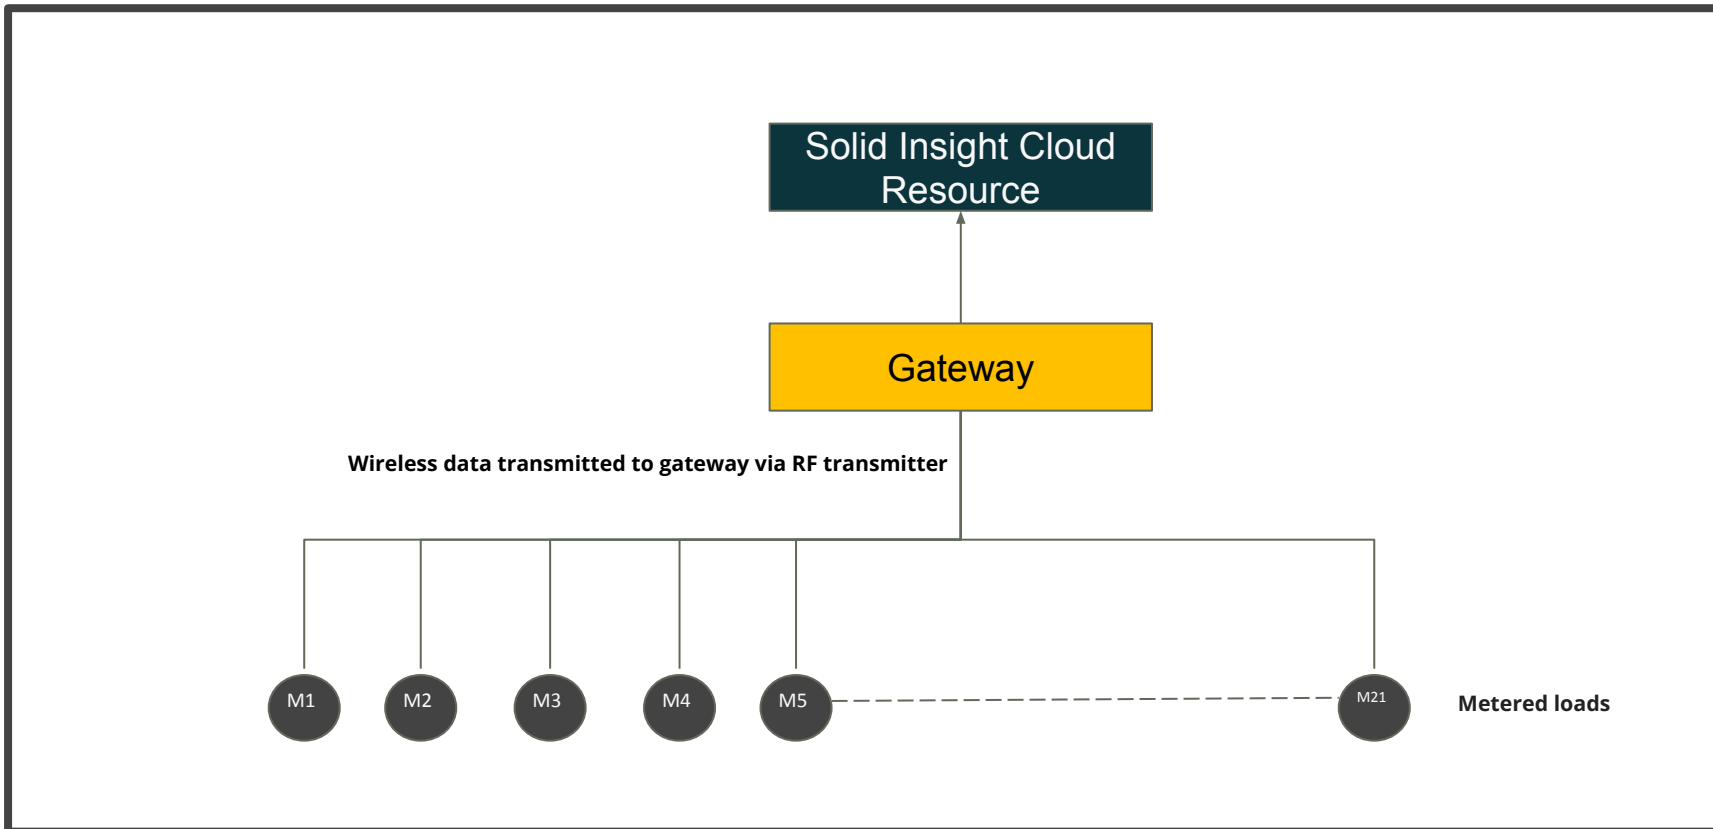 Solid Insight Cloud
Resource
Gateway
Wireless data transmitted to gateway via RF transmitter
M1
M2
M3
M4
M5
M21
Metered loads